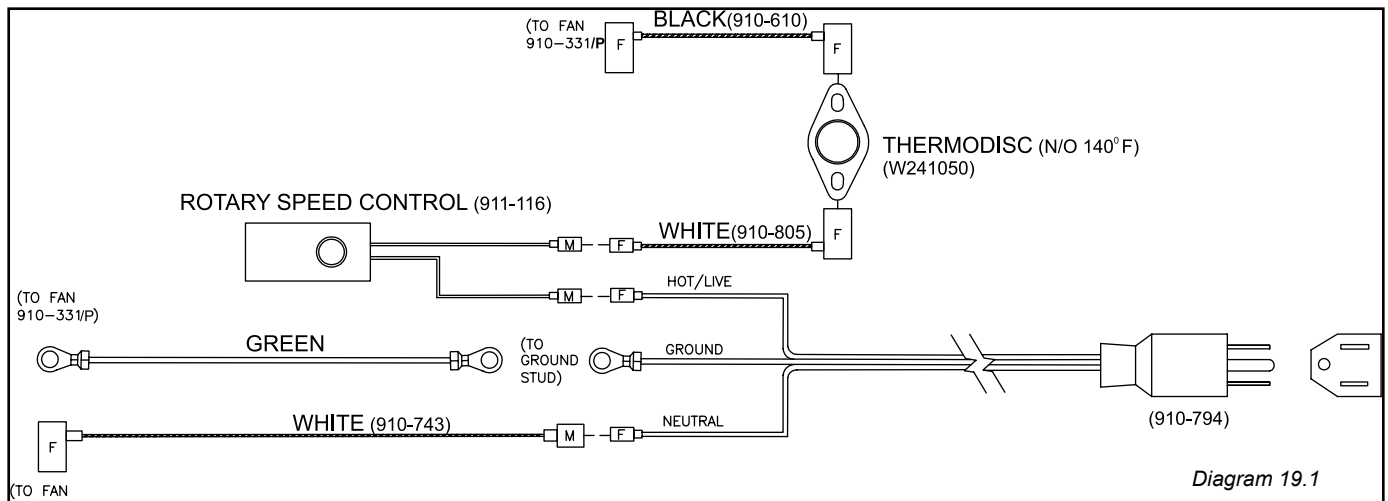 (TO FAN
910-331/P
F
BLACK(910-610)
F
THERMODISC (N/O 140⁰F)
(W241050)
ROTARY SPEED CONTROL (911-116)
M
F
WHITE(910-805)
F
M
F
HOT/LIVE
(TO FAN
910-331/P)
GREEN
(TO
GROUND
STUD)
GROUND
WHITE (910-743)
M
F
NEUTRAL
F
(TO FAN
(910-794)
Diagram 19.1